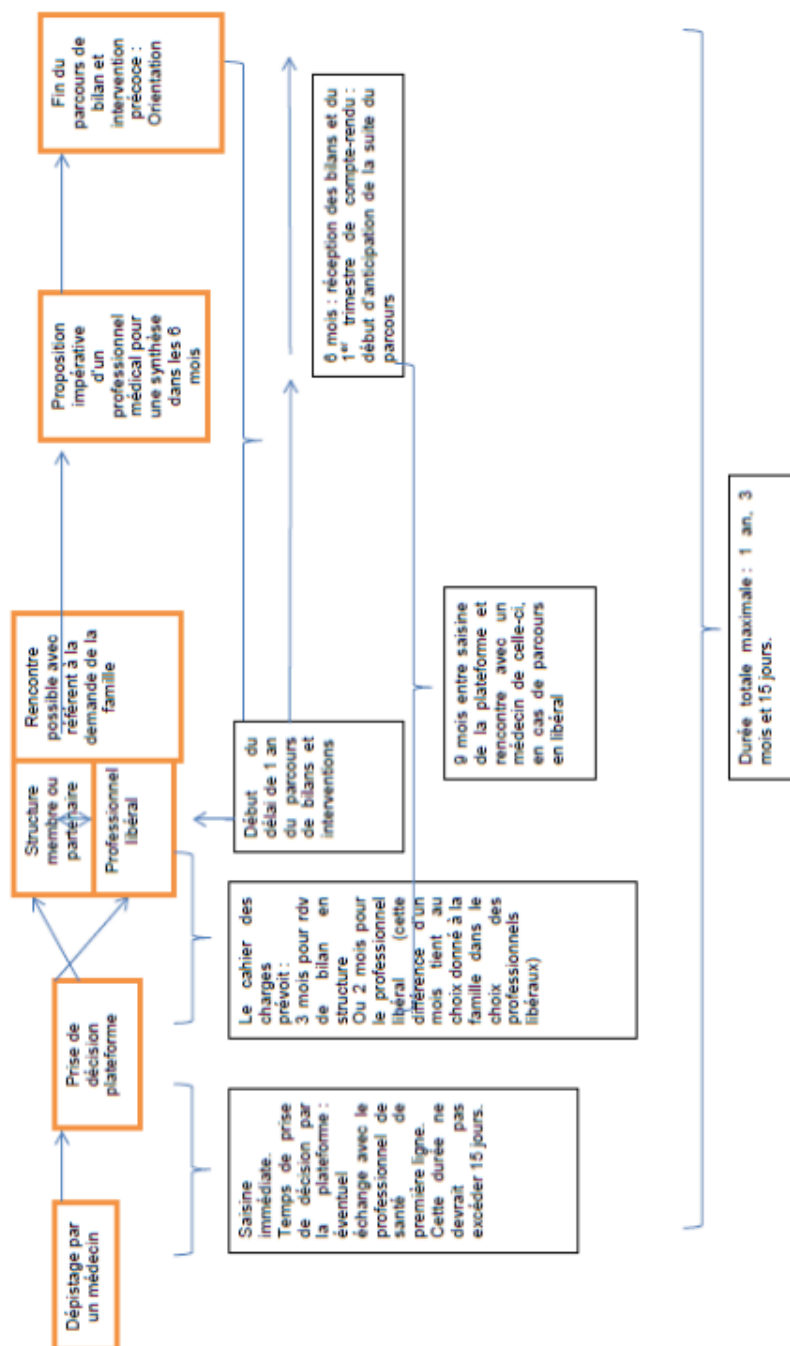 Dépistage par
un médecin
Prise de
décision
plateforme
Structure
membre ou
partenaire
Professionnel
libéral
Rencontre
possible avec
référent à la
demande de la
famille
Proposition
impérative
d'un
professionnel
médical pour
une synthèse
dans les 6
mois
Fin du
parcours de
bilan et
intervention
précoce :
Orientation
Saisine
immédiate.
Temps de prise
de décision par
la plateforme :
éventuel
échange avec le
professionnel de
santé de
première ligne.
Cette durée ne
devrait pas
excéder 15 jours.
Le cahier des
charges
prévoit :
3 mois pour rdv
de bilan en
structure
Ou 2 mois pour
le professionnel
libéral (cette
différence d'un
mois tient au
choix donné à la
famille dans le
choix des
professionnels
libéraux)
Début du
délai de 1 an
du parcours
de bilans et
interventions
6 mois : réception des bilans et du
1er trimestre de compte-rendu :
début d'anticipation de la suite du
parcours
9 mois entre saisine
de la plateforme et
rencontre avec un
médecin de celle-ci,
en cas de parcours
en libéral
Durée totale maximale : 1 an, 3
mois et 15 jours.